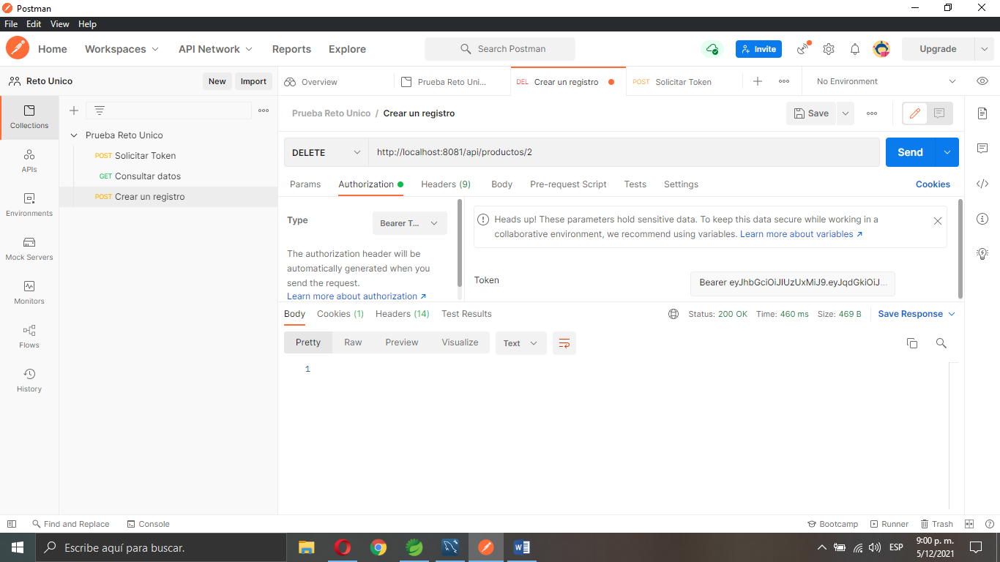 Postman
File Edit View Help
Home Workspaces API Network Reports Explore Search Postman Invite Upgrade
Reto Unico New Import
Overview Prueba Reto Uni... DEL Crear un registro POST Solicitar Token No Environment
Collections
APIs
Environments
Mock Servers
Monitors
Flows
History
Prueba Reto Unico
POST Solicitar Token
GET Consultar datos
POST Crear un registro
Prueba Reto Unico / Crear un registro Save
DELETE http://localhost:8081/api/productos/2 Send
Params Authorization Headers (9) Body Pre-request Script Tests Settings Cookies
Type Bearer T...
The authorization header will be
automatically generated when you
send the request.
Learn more about authorization ↗
Heads up! These parameters hold sensitive data. To keep this data secure while working in a
collaborative environment, we recommend using variables. Learn more about variables ↗
Token Bearer eyJhbGciOiJIUzUxMiJ9.eyJqdGkiOiJ...
Body Cookies (1) Headers (14) Test Results Status: 200 OK Time: 460 ms Size: 469 B Save Response
Pretty Raw Preview Visualize Text
1
Find and Replace Console Bootcamp Runner Trash
Escribe aquí para buscar. ESP 9:00 p. m.
5/12/2021